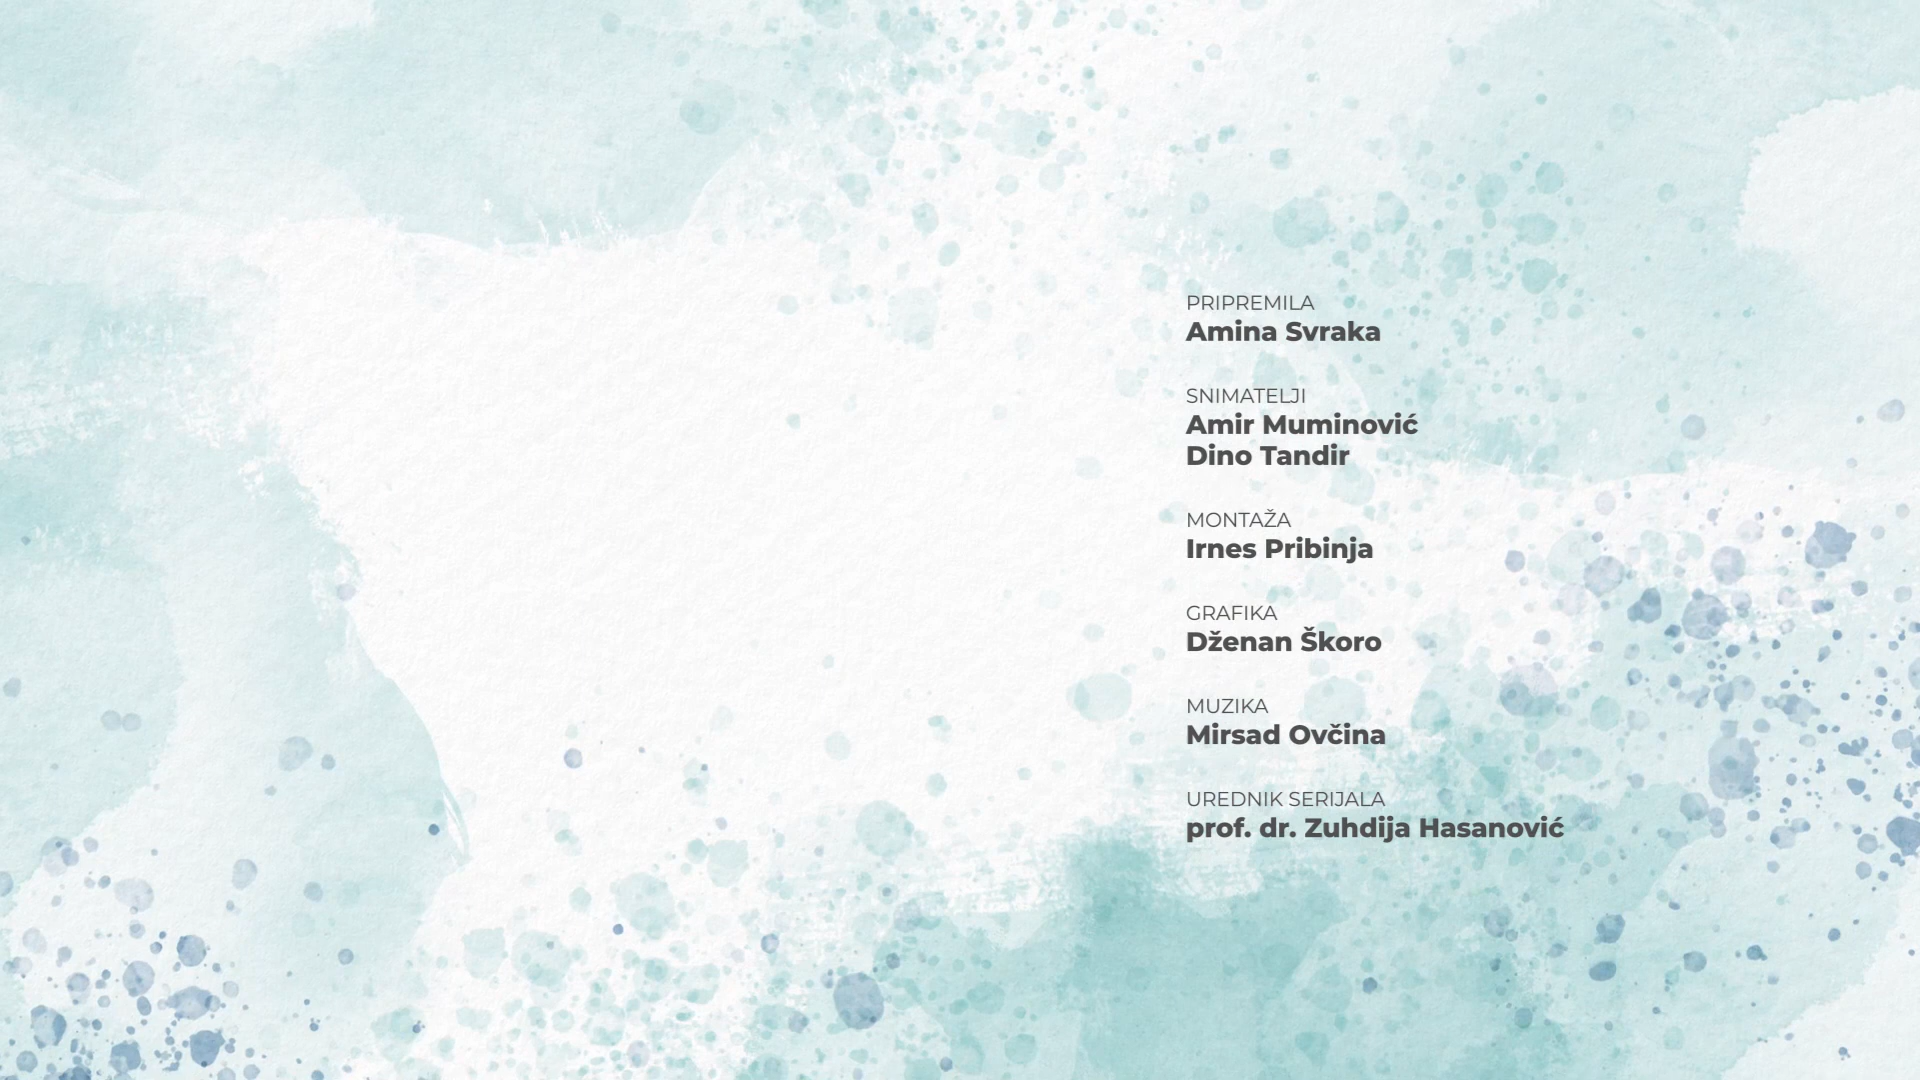 PRIPREMILA
Amina Svraka
SNIMATELJI
Amir Muminović
Dino Tandir
MONTAŽA
Irnes Pribinja
GRAFIKA
Dženan Škoro
MUZIKA
Mirsad Ovčina
UREDNIK SERIJALA
prof. dr. Zuhdija Hasanović